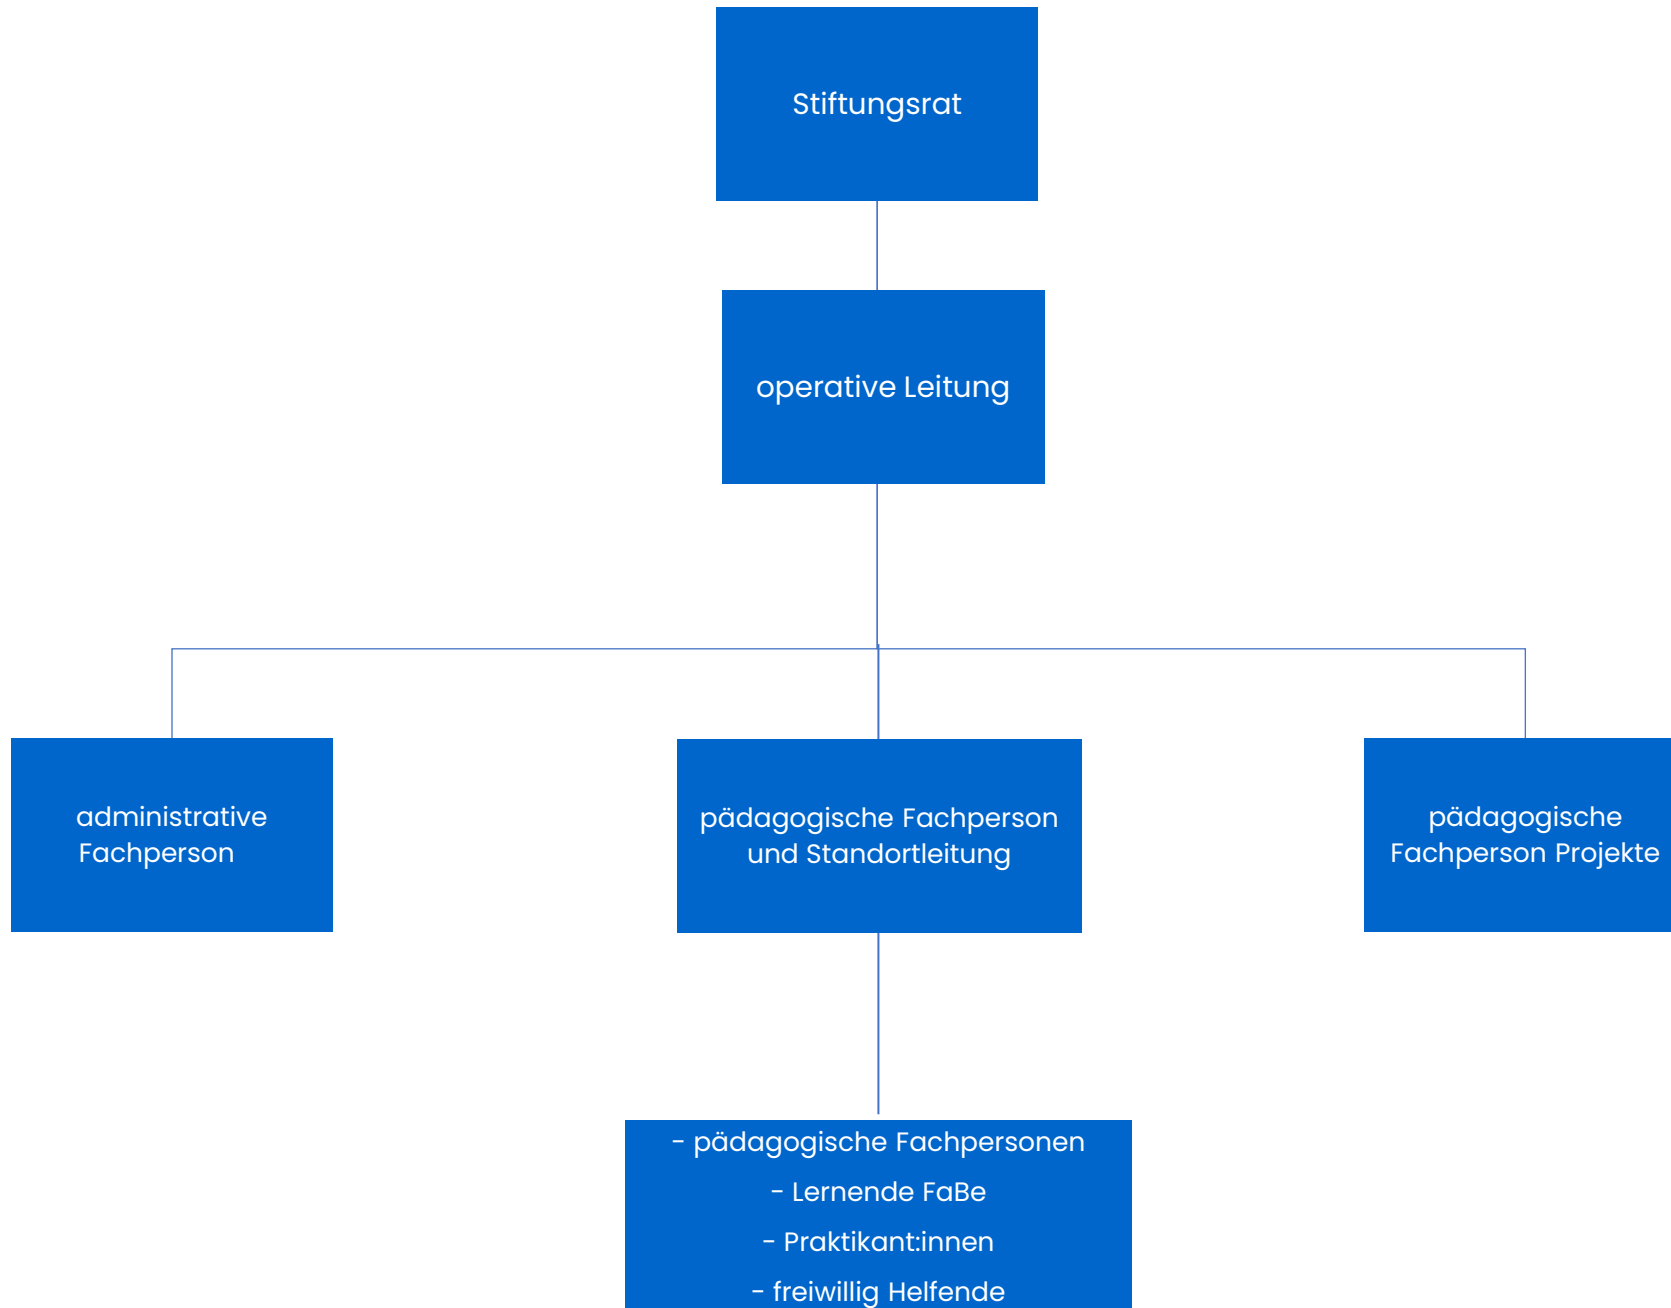 Stiftungsrat
operative Leitung
administrative
Fachperson
pädagogische Fachperson
und Standortleitung
pädagogische
Fachperson Projekte
- pädagogische Fachpersonen
- Lernende FaBe
- Praktikant:innen
- freiwillig Helfende